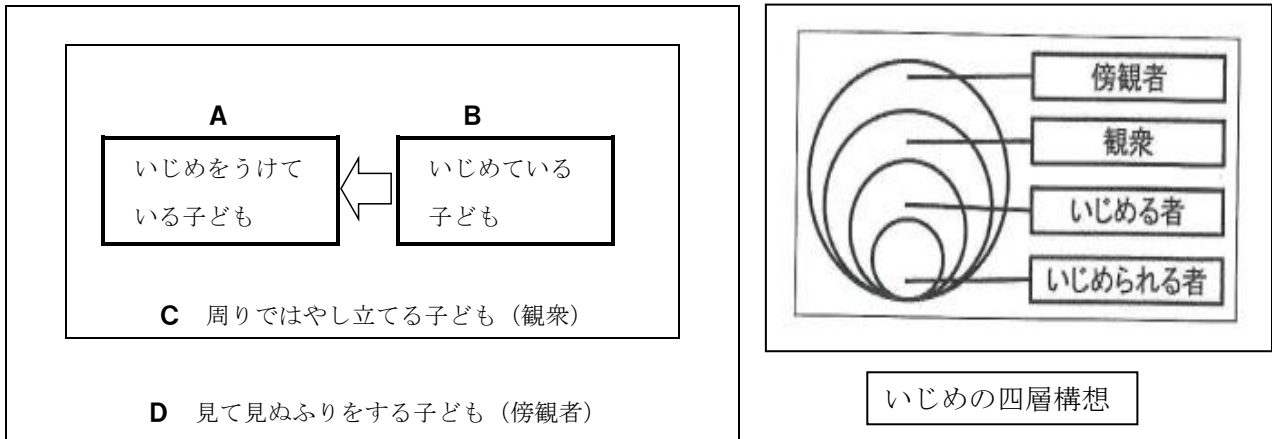 A
B
いじめをうけて
いる子ども
いじめている
子ども
C 周りではやし立てる子ども（観衆）
D 見て見ぬふりをする子ども（傍観者）
傍観者
観衆
いじめる者
いじめられる者
いじめの四層構想